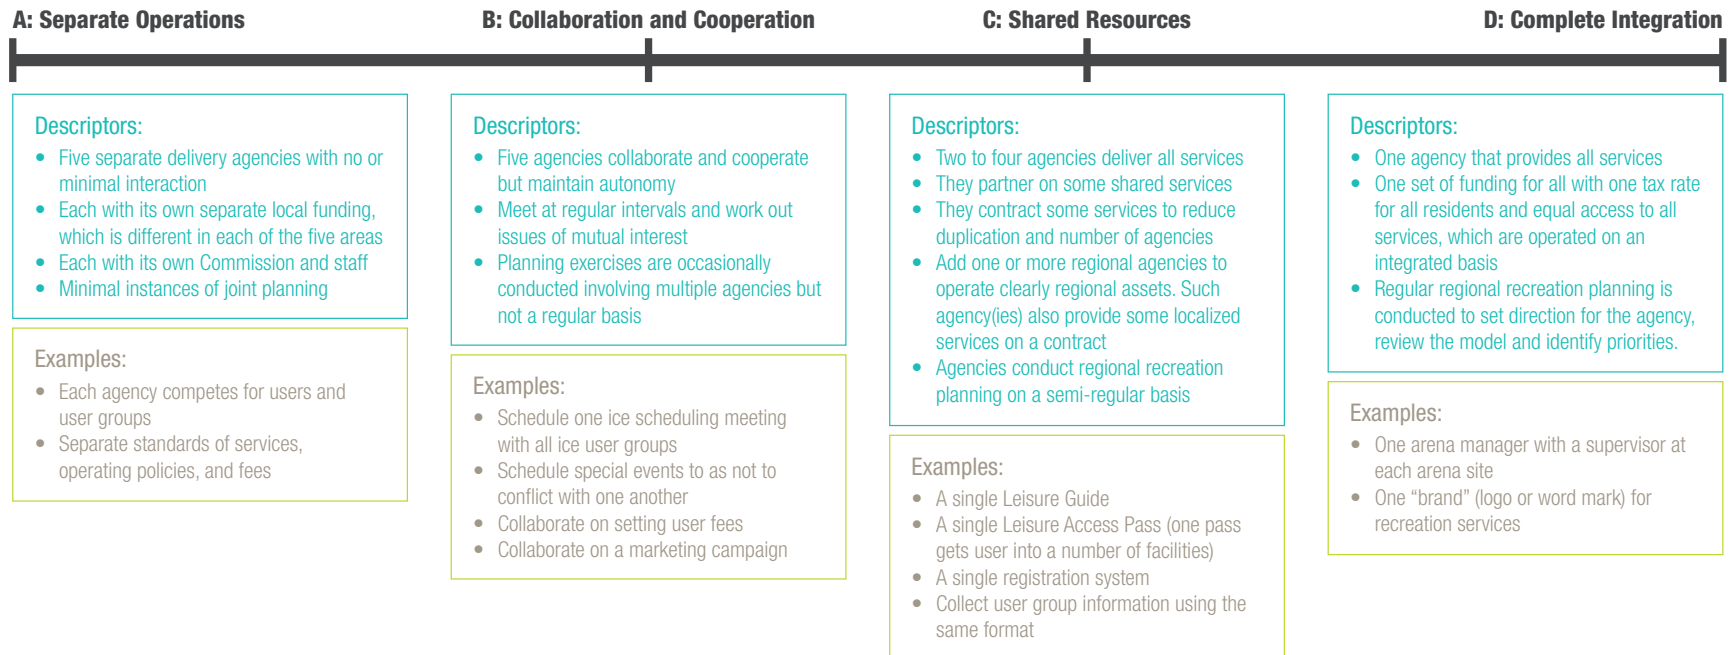 A: Separate Operations
B: Collaboration and Cooperation
C: Shared Resources
D: Complete Integration
Descriptors:
• Five separate delivery agencies with no or
minimal interaction
• Each with its own separate local funding,
which is different in each of the five areas
• Each with its own Commission and staff
• Minimal instances of joint planning
Examples:
• Each agency competes for users and
user groups
• Separate standards of services,
operating policies, and fees
Descriptors:
• Five agencies collaborate and cooperate
but maintain autonomy
• Meet at regular intervals and work out
issues of mutual interest
• Planning exercises are occasionally
conducted involving multiple agencies but
not a regular basis
Examples:
• Schedule one ice scheduling meeting
with all ice user groups
• Schedule special events to as not to
conflict with one another
• Collaborate on setting user fees
• Collaborate on a marketing campaign
Descriptors:
• Two to four agencies deliver all services
• They partner on some shared services
• They contract some services to reduce
duplication and number of agencies
• Add one or more regional agencies to
operate clearly regional assets. Such
agency(ies) also provide some localized
services on a contract
• Agencies conduct regional recreation
planning on a semi-regular basis
Examples:
• A single Leisure Guide
• A single Leisure Access Pass (one pass
gets user into a number of facilities)
• A single registration system
• Collect user group information using the
same format
Descriptors:
• One agency that provides all services
• One set of funding for all with one tax rate
for all residents and equal access to all
services, which are operated on an
integrated basis
• Regular regional recreation planning is
conducted to set direction for the agency,
review the model and identify priorities.
Examples:
• One arena manager with a supervisor at
each arena site
• One “brand” (logo or word mark) for
recreation services